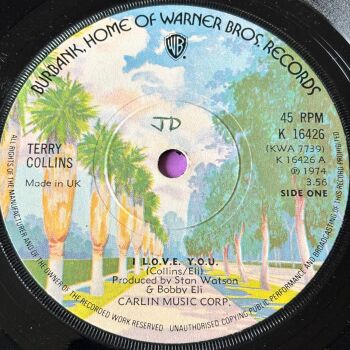 BURBANK, HOME OF WARNER BROS. RECORDS
WB
JD
TERRY
COLLINS
Made in UK
45 RPM
K 16426
(KWA 7739)
K 16426 A
℗ 1974
3.56
SIDE ONE
I L.O.V.E. Y.O.U.
(Collins/Eli)
Produced by Stan Watson
& Bobby Eli
CARLIN MUSIC CORP.
ALL RIGHTS OF THE MANUFACTURER AND OF THE OWNER OF THE RECORDED WORK RESERVED. UNAUTHORISED COPYING, PUBLIC PERFORMANCE AND BROADCASTING OF THIS RECORD PROHIBITED.